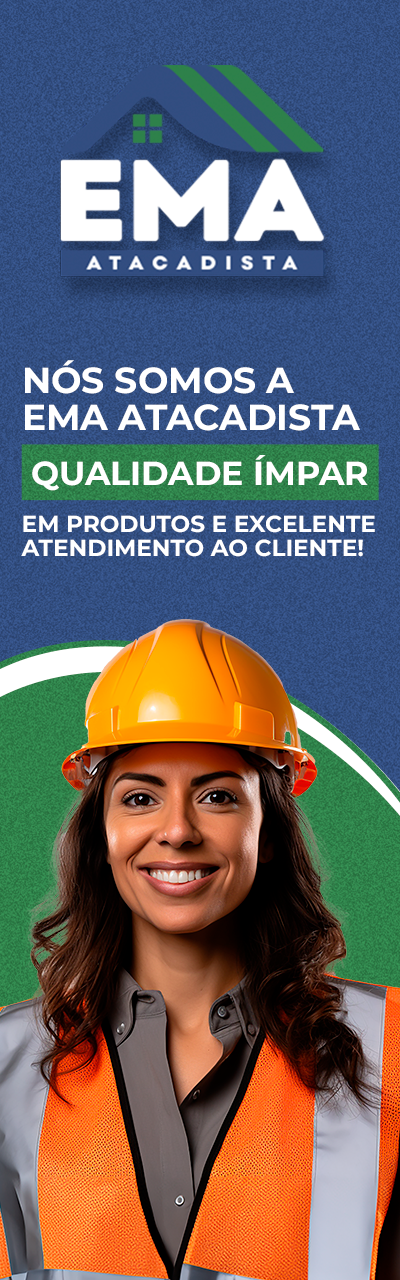 EMA
ATACADISTA
NÓS SOMOS A
EMA ATACADISTA
QUALIDADE ÍMPAR
EM PRODUTOS E EXCELENTE
ATENDIMENTO AO CLIENTE!